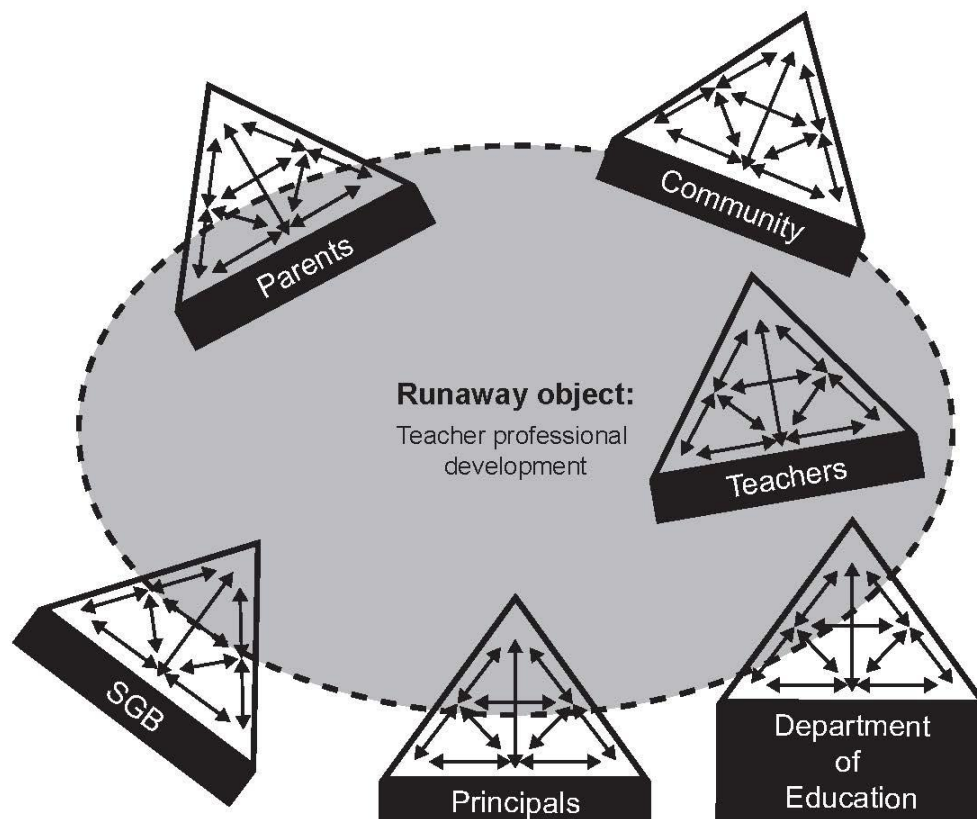 Community
Parents
Runaway object:
Teacher professional
development
Teachers
SGB
Principals
Department
of
Education